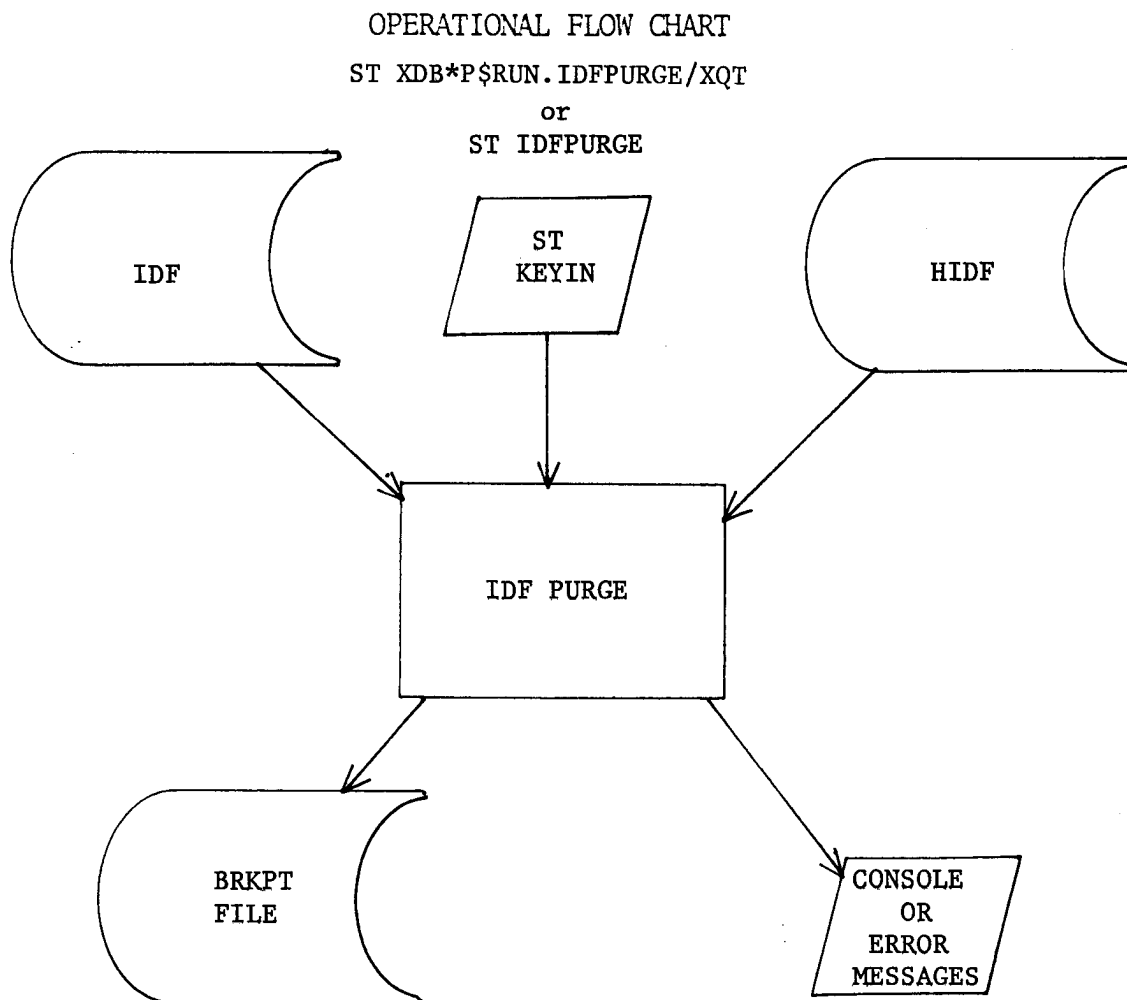 OPERATIONAL FLOW CHART
ST XDB*P$RUN.IDFPURGE/XQT
or
ST IDFPURGE
IDF
ST
KEYIN
HIDF
IDF PURGE
BRKPT
FILE
CONSOLE
OR
ERROR
MESSAGES